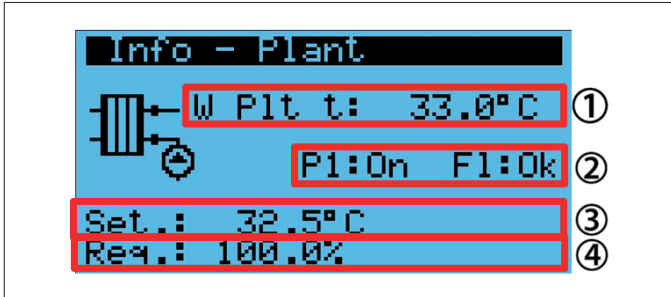 Info - Plant
W Plt t: 33.0°C ①
P1:On Fl:Ok ②
Set.: 32.5°C ③
Req.: 100.0% ④